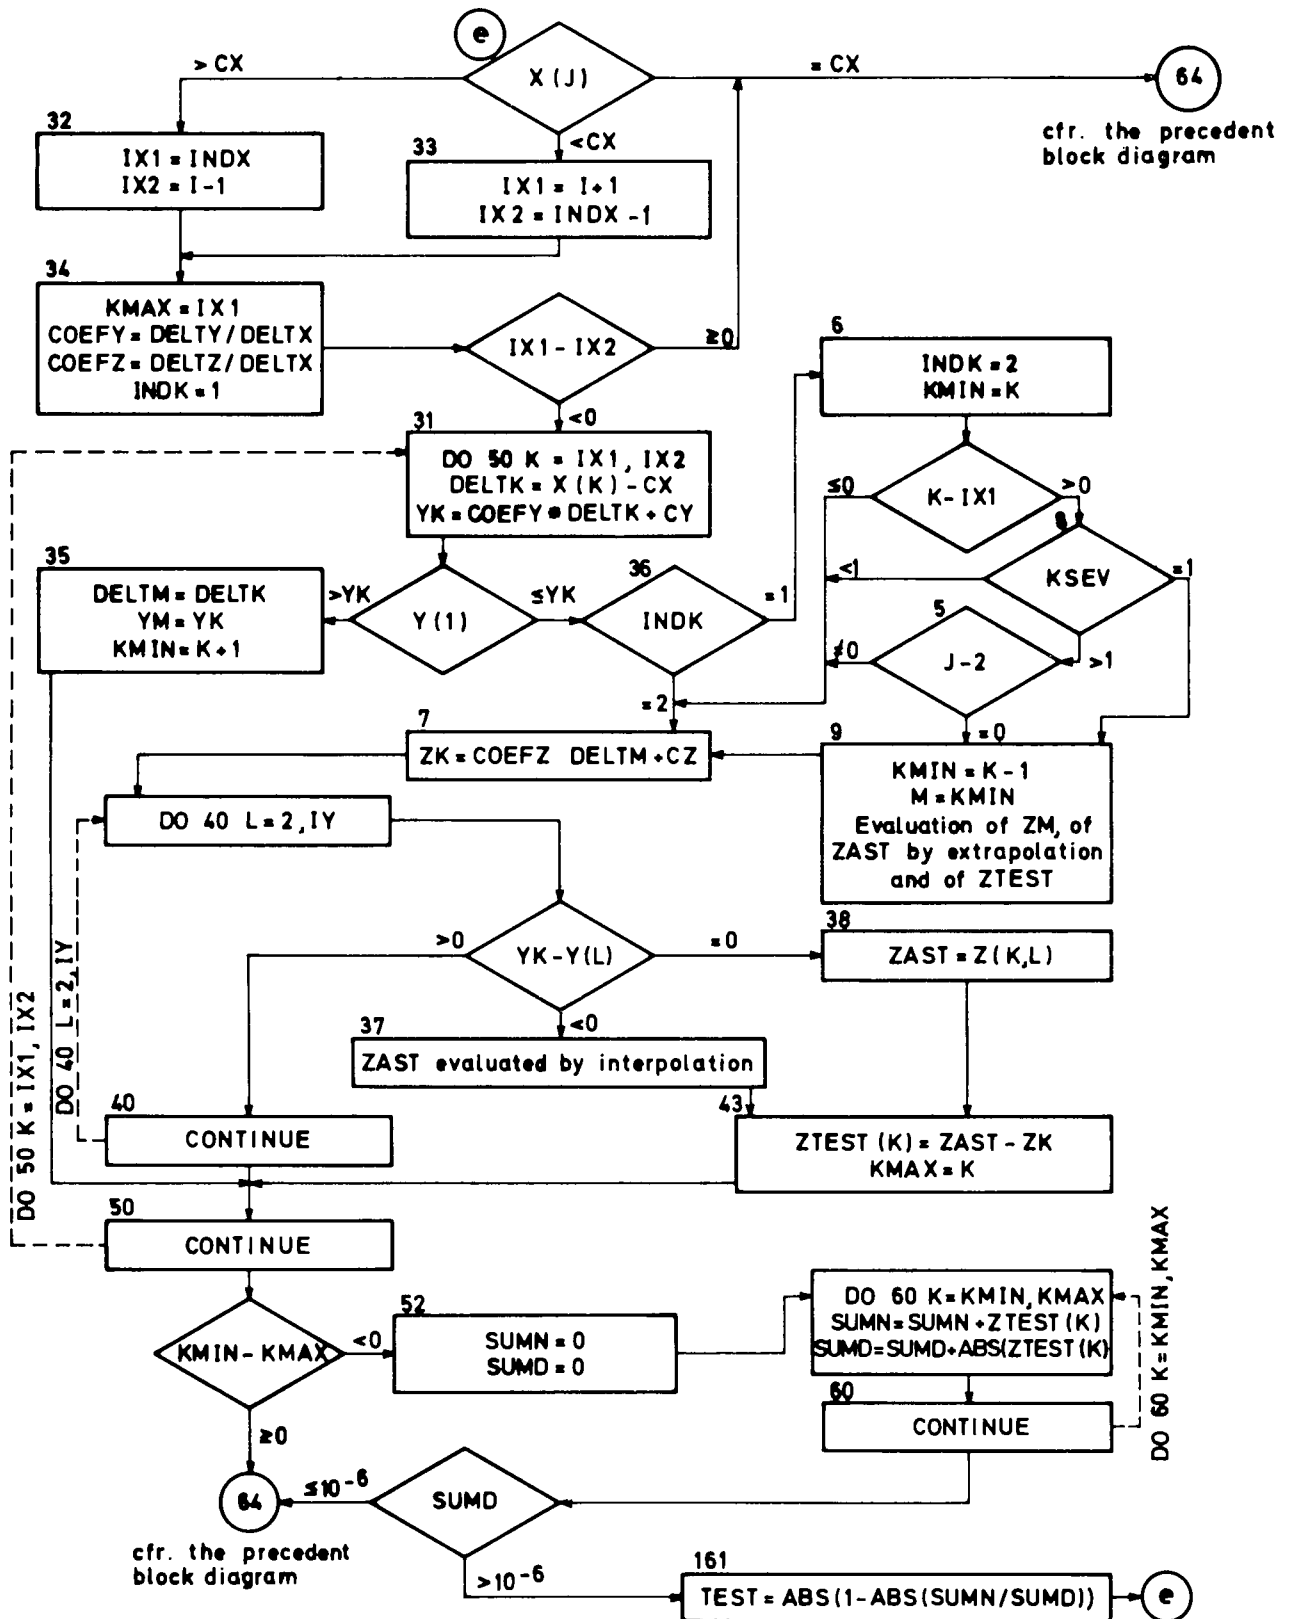 e
> CX
X(J)
= CX
64
cfr. the precedent
block diagram
32
IX1 = INDX
IX2 = I-1
< CX
33
IX1 = I+1
IX2 = INDX-1
34
KMAX = IX1
COEFY = DELTY/DELTX
COEFZ = DELTZ/DELTX
INDK = 1
IX1-IX2
≥0
<0
6
INDK = 2
KMIN = K
31
DO 50 K = IX1, IX2
DELTK = X(K)-CX
YK = COEFY * DELTK + CY
≤0
K-IX1
>0
8
35
DELTM = DELTK
YM = YK
KMIN = K+1
>YK
Y(1)
≤YK
36
INDK
=1
<1
KSEV
=1
5
≠0
J-2
>1
=2
=0
7
ZK = COEFZ DELTM + CZ
9
KMIN = K-1
M = KMIN
Evaluation of ZM, of
ZAST by extrapolation
and of ZTEST
DO 40 L = 2, IY
>0
YK-Y(L)
=0
38
ZAST = Z(K,L)
<0
37
ZAST evaluated by interpolation
DO 50 K = IX1, IX2
DO 40 L = 2, IY
40
CONTINUE
43
ZTEST(K) = ZAST - ZK
KMAX = K
50
CONTINUE
KMIN-KMAX
<0
52
SUMN = 0
SUMD = 0
DO 60 K = KMIN, KMAX
SUMN = SUMN + ZTEST(K)
SUMD = SUMD + ABS(ZTEST(K)
DO 60 K = KMIN, KMAX
60
CONTINUE
≥0
64
≤10⁻⁶
SUMD
cfr. the precedent
block diagram
>10⁻⁶
161
TEST = ABS(1-ABS(SUMN/SUMD))
e